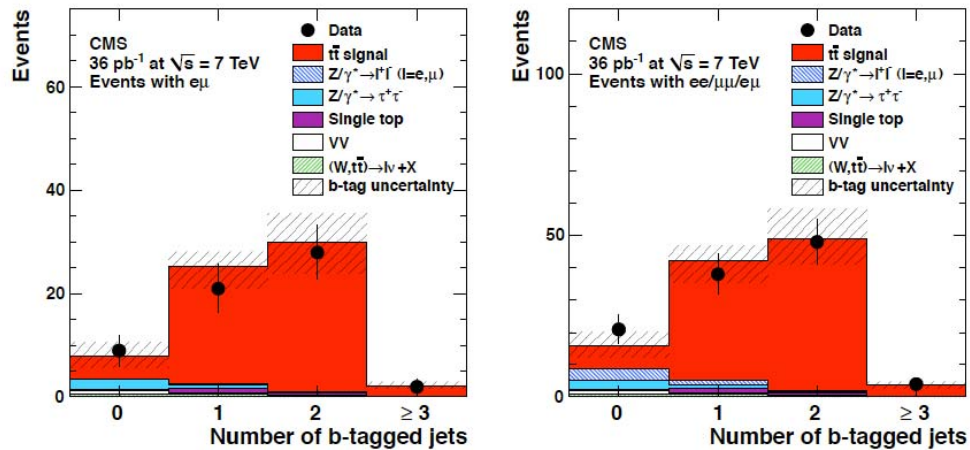 Events
60
40
20
0
CMS
36 pb⁻¹ at √s = 7 TeV
Events with eμ
Data
tt̄ signal
Z/γ*→l⁺l⁻ (l=e,μ)
Z/γ*→τ⁺τ⁻
Single top
VV
(W,tt̄)→lν+X
b-tag uncertainty
0 1 2 ≥ 3
Number of b-tagged jets
Events
100
50
0
CMS
36 pb⁻¹ at √s = 7 TeV
Events with ee/μμ/eμ
Data
tt̄ signal
Z/γ*→l⁺l⁻ (l=e,μ)
Z/γ*→τ⁺τ⁻
Single top
VV
(W,tt̄)→lν+X
b-tag uncertainty
0 1 2 ≥ 3
Number of b-tagged jets